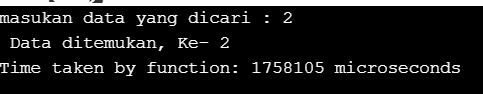 masukan data yang dicari : 2
Data ditemukan, Ke- 2
Time taken by function: 1758105 microseconds